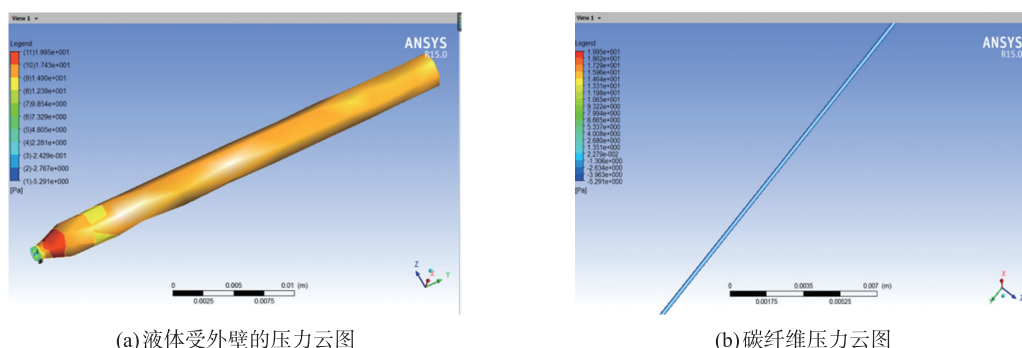 View 1
Legend
(11)1.995e+001
(10)1.743e+001
(9)1.490e+001
(8)1.238e+001
(7)9.854e+000
(6)7.329e+000
(5)4.805e+000
(4)2.281e+000
(3)-2.429e-001
(2)-2.767e+000
(1)-5.291e+000
[Pa]
ANSYS
R15.0
0 0.005 0.01 (m)
0.0025 0.0075
Z
X
Y
(a)液体受外壁的压力云图
View 1
Legend
1.995e+001
1.862e+001
1.729e+001
1.596e+001
1.464e+001
1.331e+001
1.198e+001
1.065e+001
9.322e+000
7.994e+000
6.665e+000
5.337e+000
4.008e+000
2.680e+000
1.351e+000
2.279e-002
-1.306e+000
-2.634e+000
-3.963e+000
-5.291e+000
[Pa]
ANSYS
R15.0
0 0.0035 0.007 (m)
0.00175 0.00525
X
Y
Z
(b)碳纤维压力云图